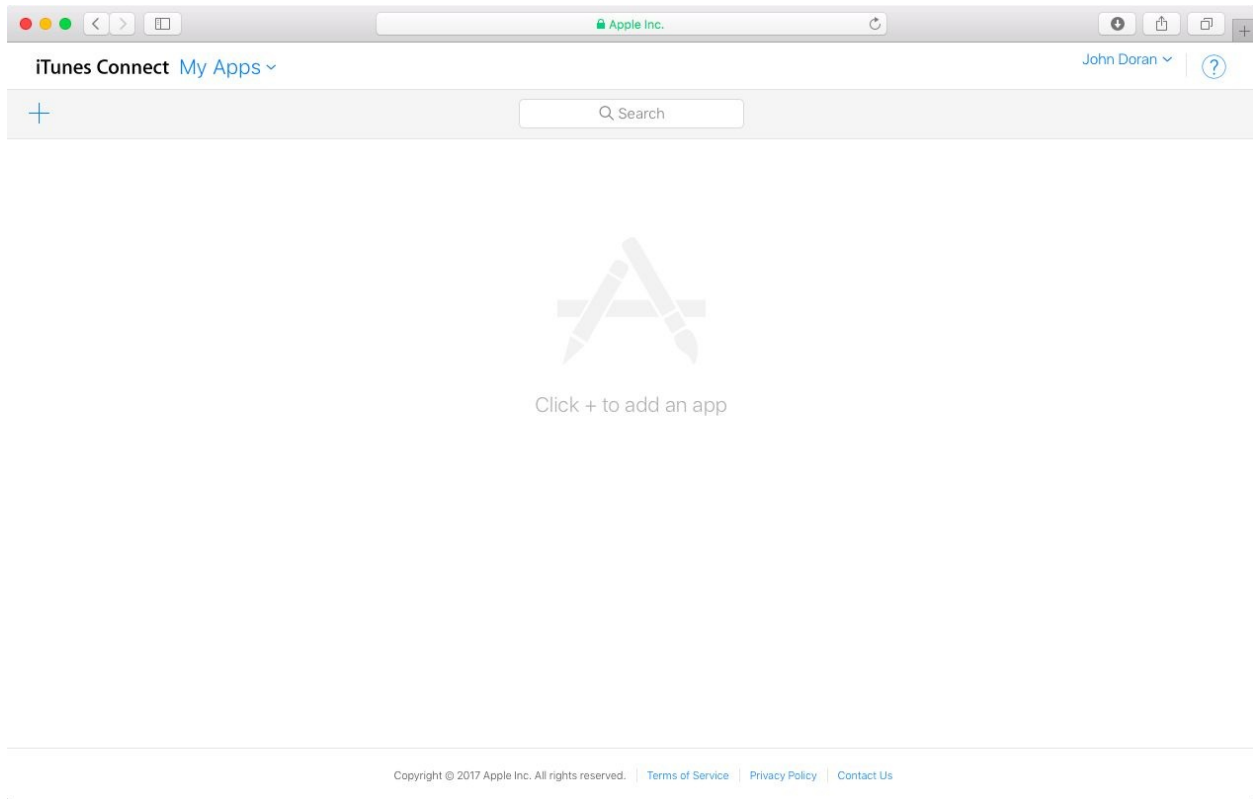 Apple Inc.
iTunes Connect My Apps
John Doran
?
Search
Click + to add an app
Copyright © 2017 Apple Inc. All rights reserved. Terms of Service Privacy Policy Contact Us